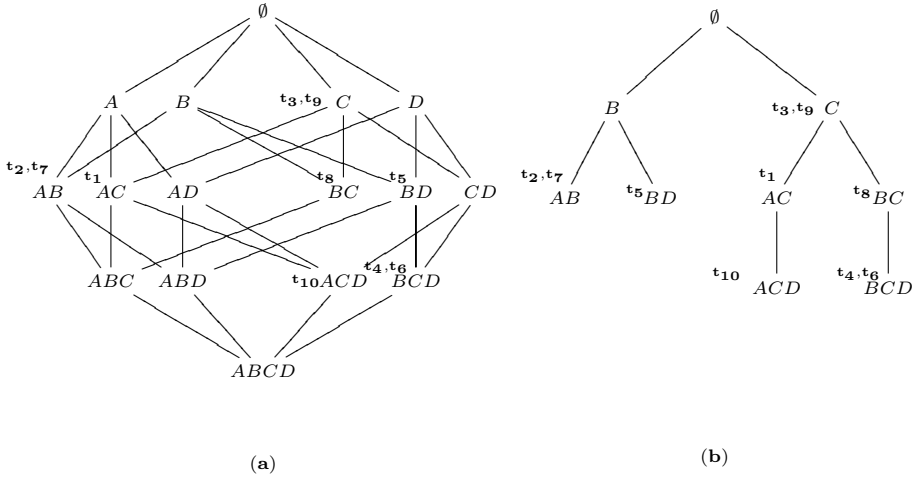 ∅ ∅
A B t₃,t₉ C D
B t₃,t₉ C
t₂,t₇ t₁ t₈ t₅
AB AC AD BC BD CD
t₂,t₇ t₅ t₁ t₈
AB BD AC BC
t₁₀ t₄,t₆
ABC ABD ACD BCD
t₁₀ t₄,t₆
ACD BCD
ABCD
(a) (b)